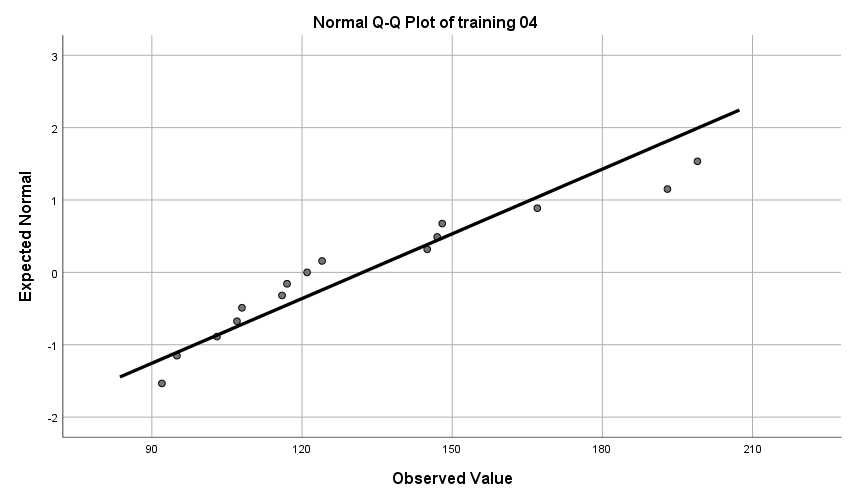 Normal Q-Q Plot of training 04
3
2
1
0
-1
-2
Expected Normal
90 120 150 180 210
Observed Value